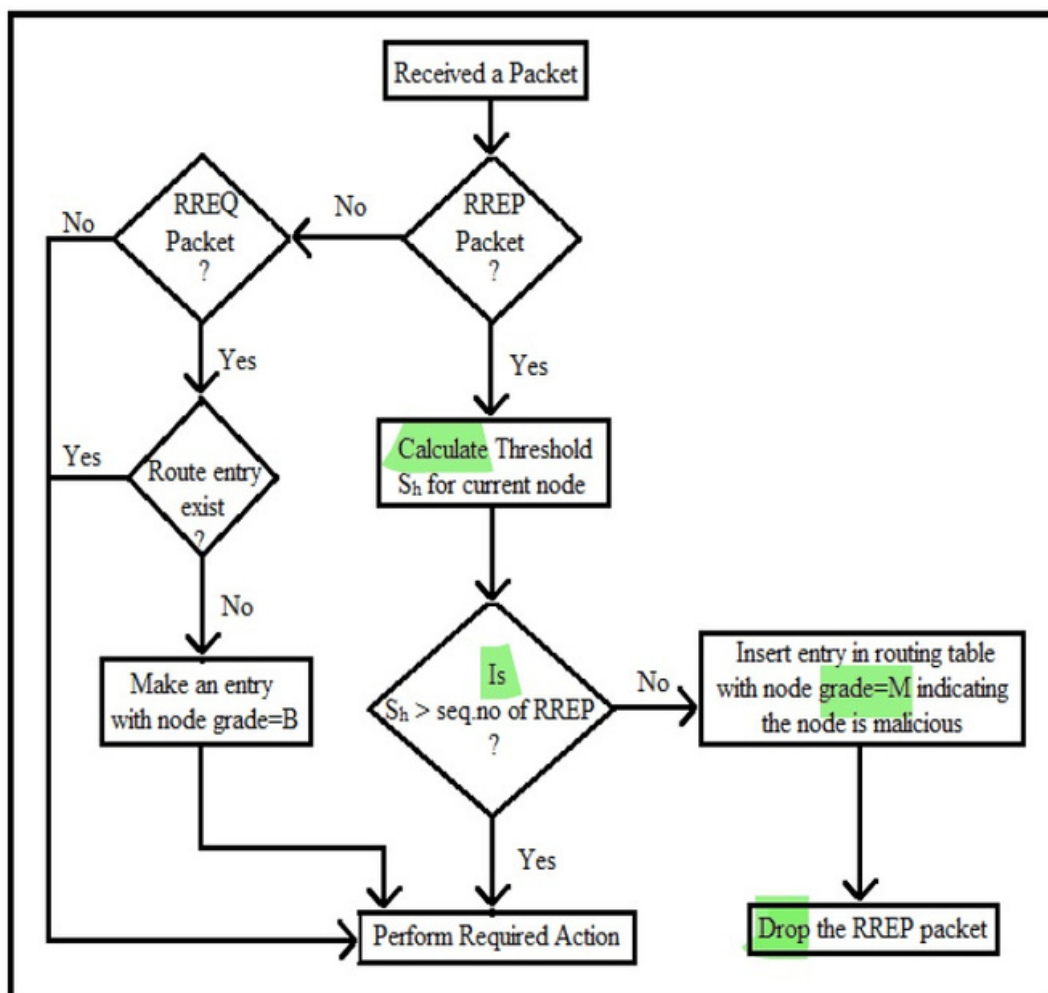 Received a Packet
RREQ
Packet
?
No
No
RREP
Packet
?
Yes
Yes
Route entry
exist
?
Yes
No
Calculate Threshold
Sₕ for current node
Make an entry
with node grade=B
Is
Sₕ > seq.no of RREP
?
No
Insert entry in routing table
with node grade=M indicating
the node is malicious
Yes
Perform Required Action
Drop the RREP packet